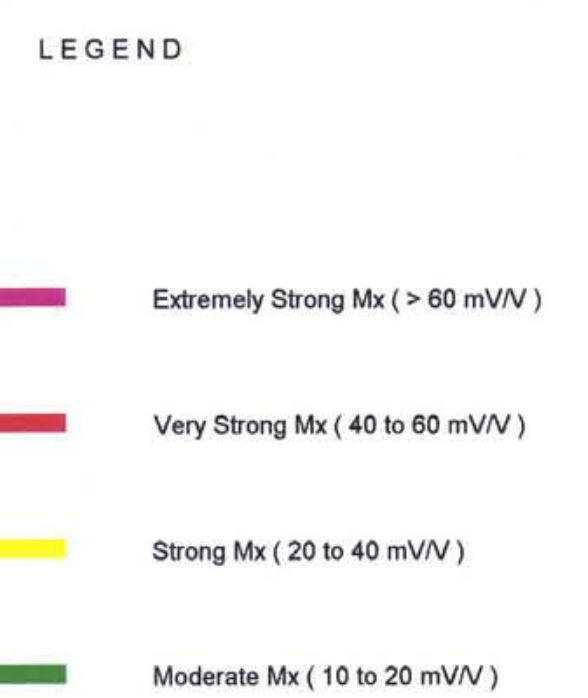 LEGEND
Extremely Strong Mx ( > 60 mV/V )
Very Strong Mx ( 40 to 60 mV/V )
Strong Mx ( 20 to 40 mV/V )
Moderate Mx ( 10 to 20 mV/V )